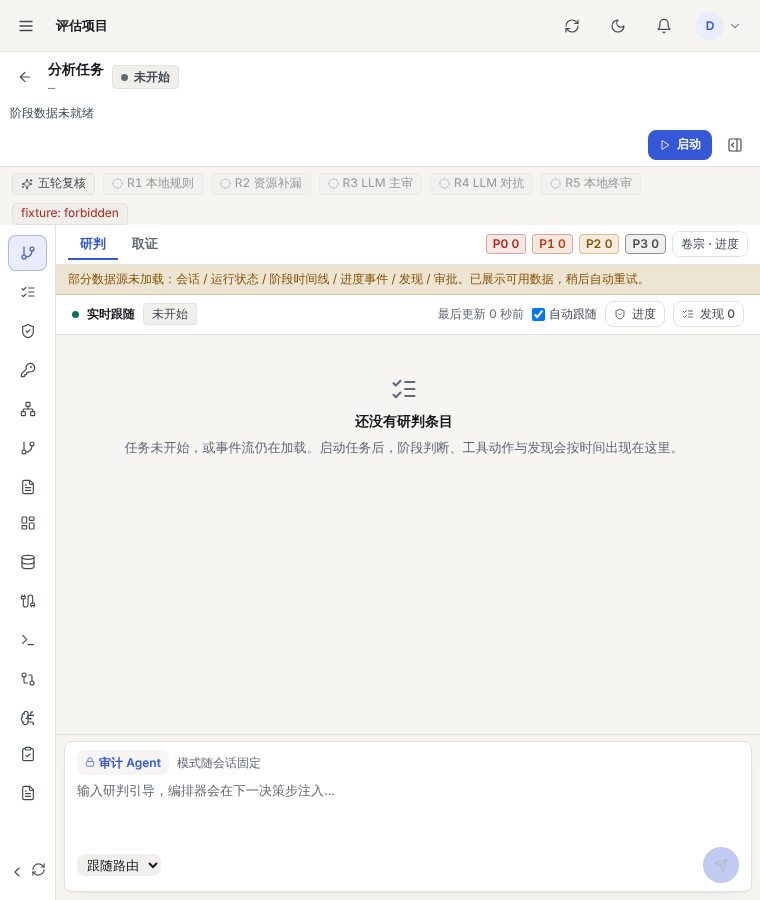 评估项目
D
分析任务
—
未开始
阶段数据未就绪
启动
五轮复核 R1 本地规则 R2 资源补漏 R3 LLM 主审 R4 LLM 对抗 R5 本地终审
fixture: forbidden
研判 取证 P0 0 P1 0 P2 0 P3 0 卷宗 · 进度
部分数据源未加载：会话 / 运行状态 / 阶段时间线 / 进度事件 / 发现 / 审批。已展示可用数据，稍后自动重试。
实时跟随 未开始 最后更新 0 秒前 自动跟随 进度 发现 0
还没有研判条目
任务未开始，或事件流仍在加载。启动任务后，阶段判断、工具动作与发现会按时间出现在这里。
审计 Agent 模式随会话固定
输入研判引导，编排器会在下一决策步注入...
跟随路由